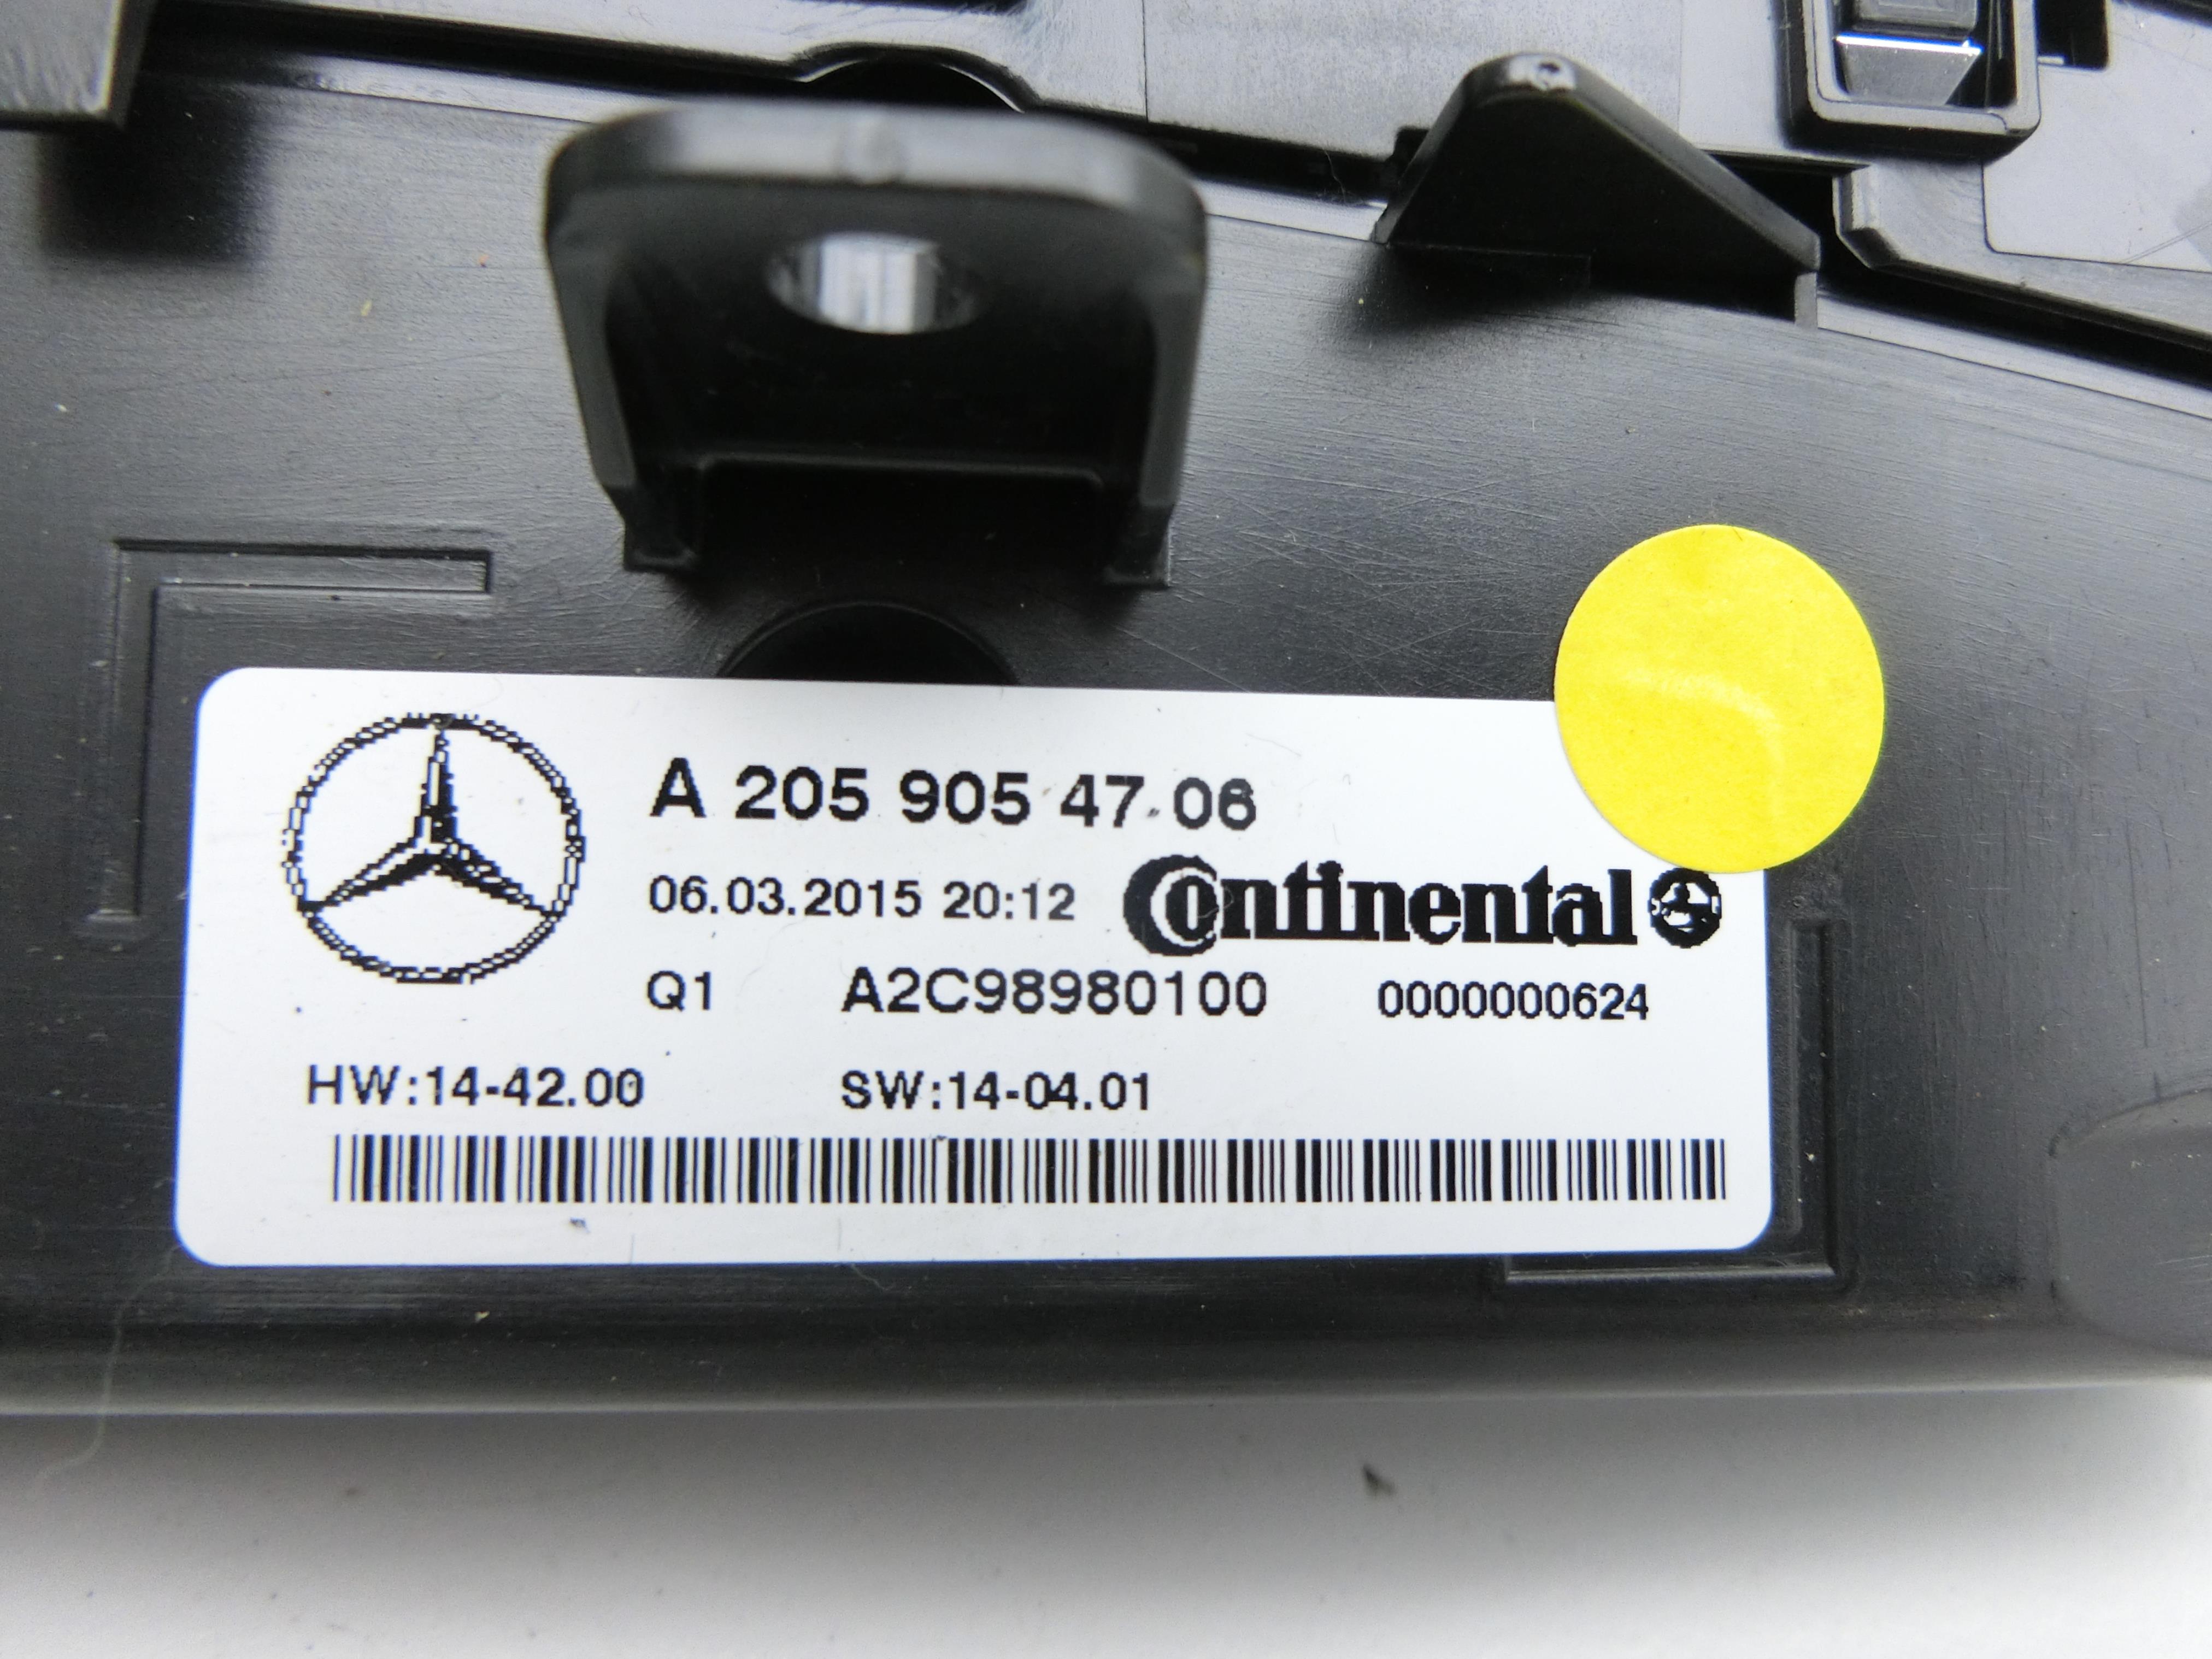 A 205 905 47 06
06.03.2015 20:12 Continental
Q1 A2C98980100 0000000624
HW:14-42.00 SW:14-04.01